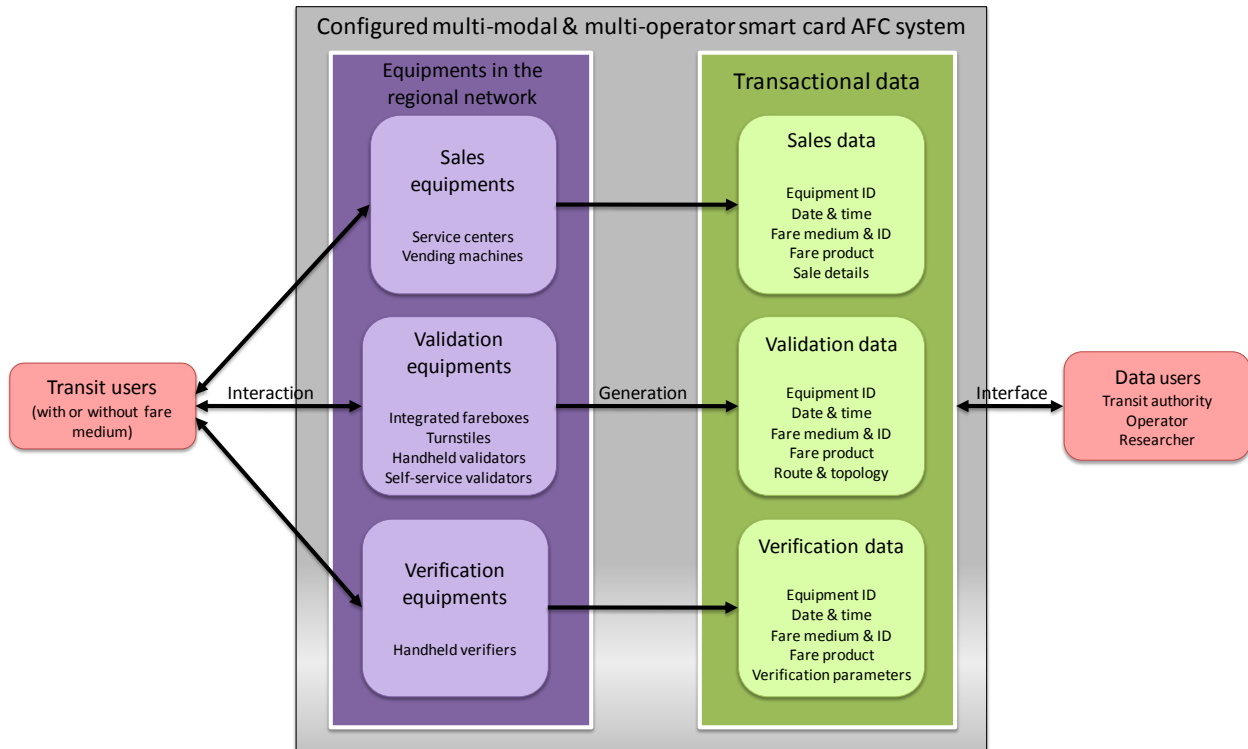 Configured multi-modal & multi-operator smart card AFC system
Equipments in the
regional network
Sales
equipments
Service centers
Vending machines
Validation
equipments
Integrated fareboxes
Turnstiles
Handheld validators
Self-service validators
Verification
equipments
Handheld verifiers
Transactional data
Sales data
Equipment ID
Date & time
Fare medium & ID
Fare product
Sale details
Validation data
Equipment ID
Date & time
Fare medium & ID
Fare product
Route & topology
Verification data
Equipment ID
Date & time
Fare medium & ID
Fare product
Verification parameters
Transit users
(with or without fare
medium)
Interaction
Generation
Interface
Data users
Transit authority
Operator
Researcher